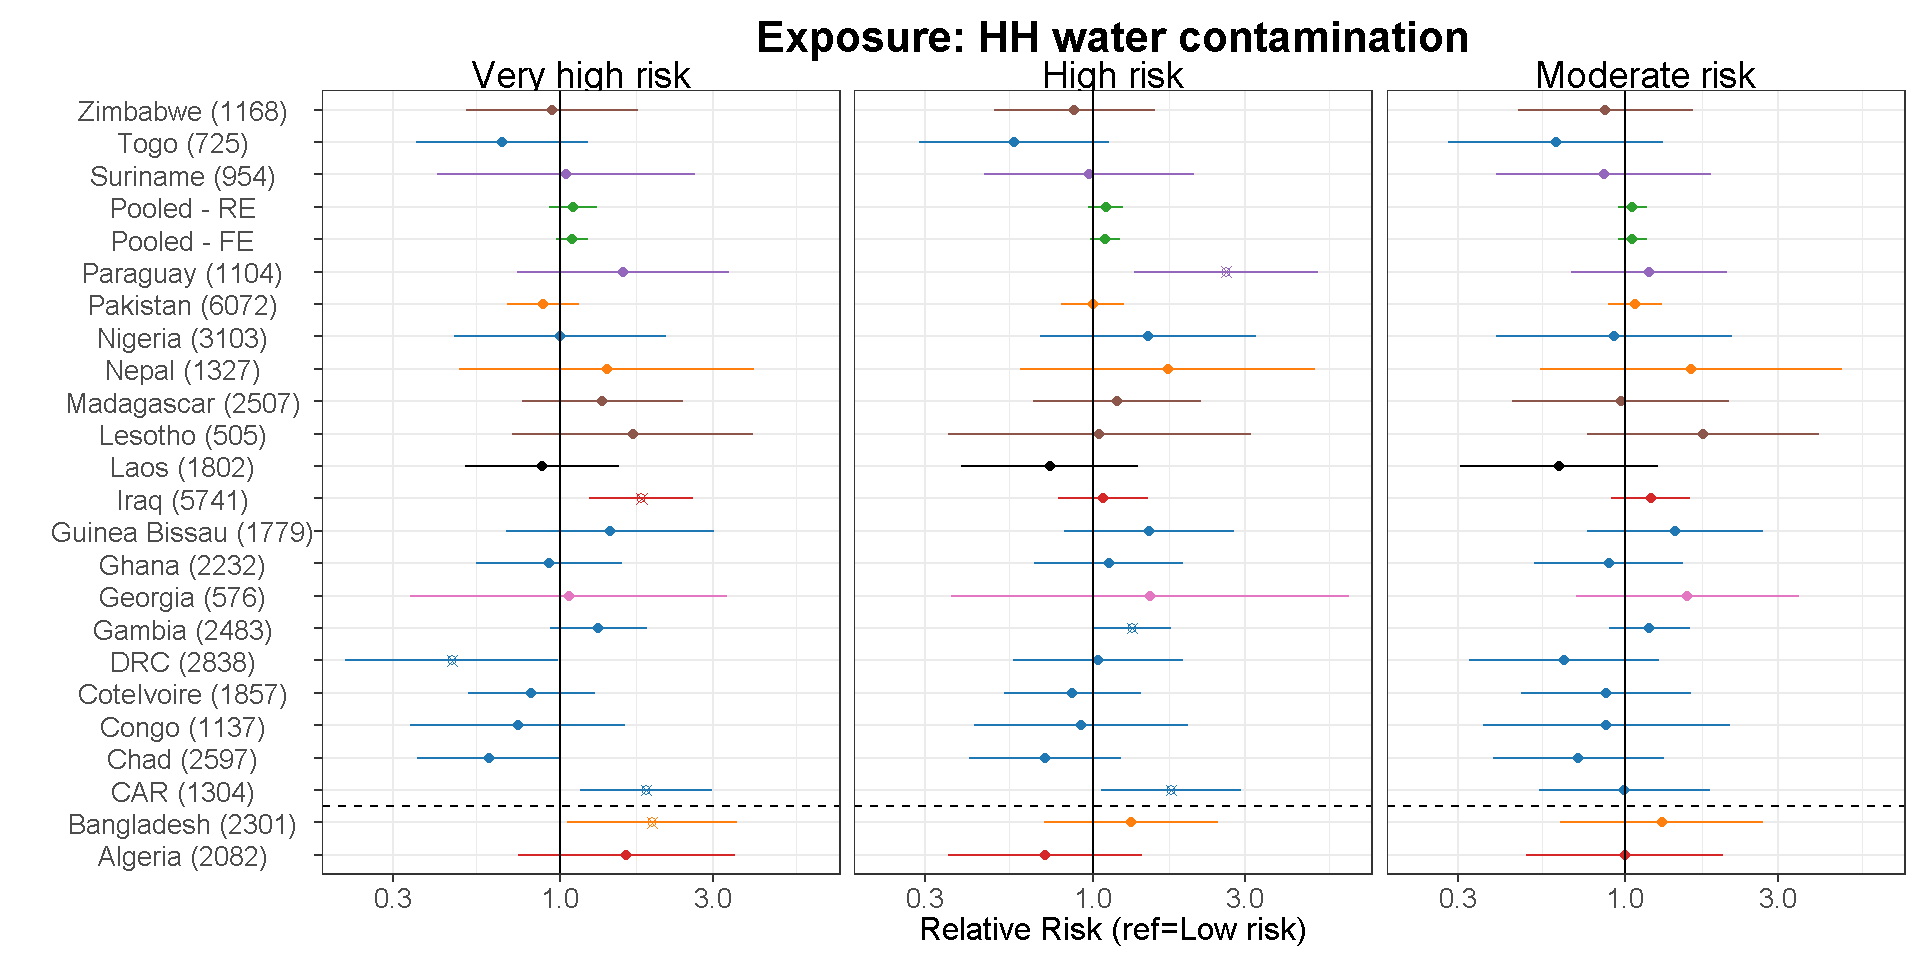 Exposure: HH water contamination
Very high risk High risk Moderate risk
Zimbabwe (1168)
Togo (725)
Suriname (954)
Pooled - RE
Pooled - FE
Paraguay (1104)
Pakistan (6072)
Nigeria (3103)
Nepal (1327)
Madagascar (2507)
Lesotho (505)
Laos (1802)
Iraq (5741)
Guinea Bissau (1779)
Ghana (2232)
Georgia (576)
Gambia (2483)
DRC (2838)
CoteIvoire (1857)
Congo (1137)
Chad (2597)
CAR (1304)
Bangladesh (2301)
Algeria (2082)
0.3 1.0 3.0 0.3 1.0 3.0 0.3 1.0 3.0
Relative Risk (ref=Low risk)